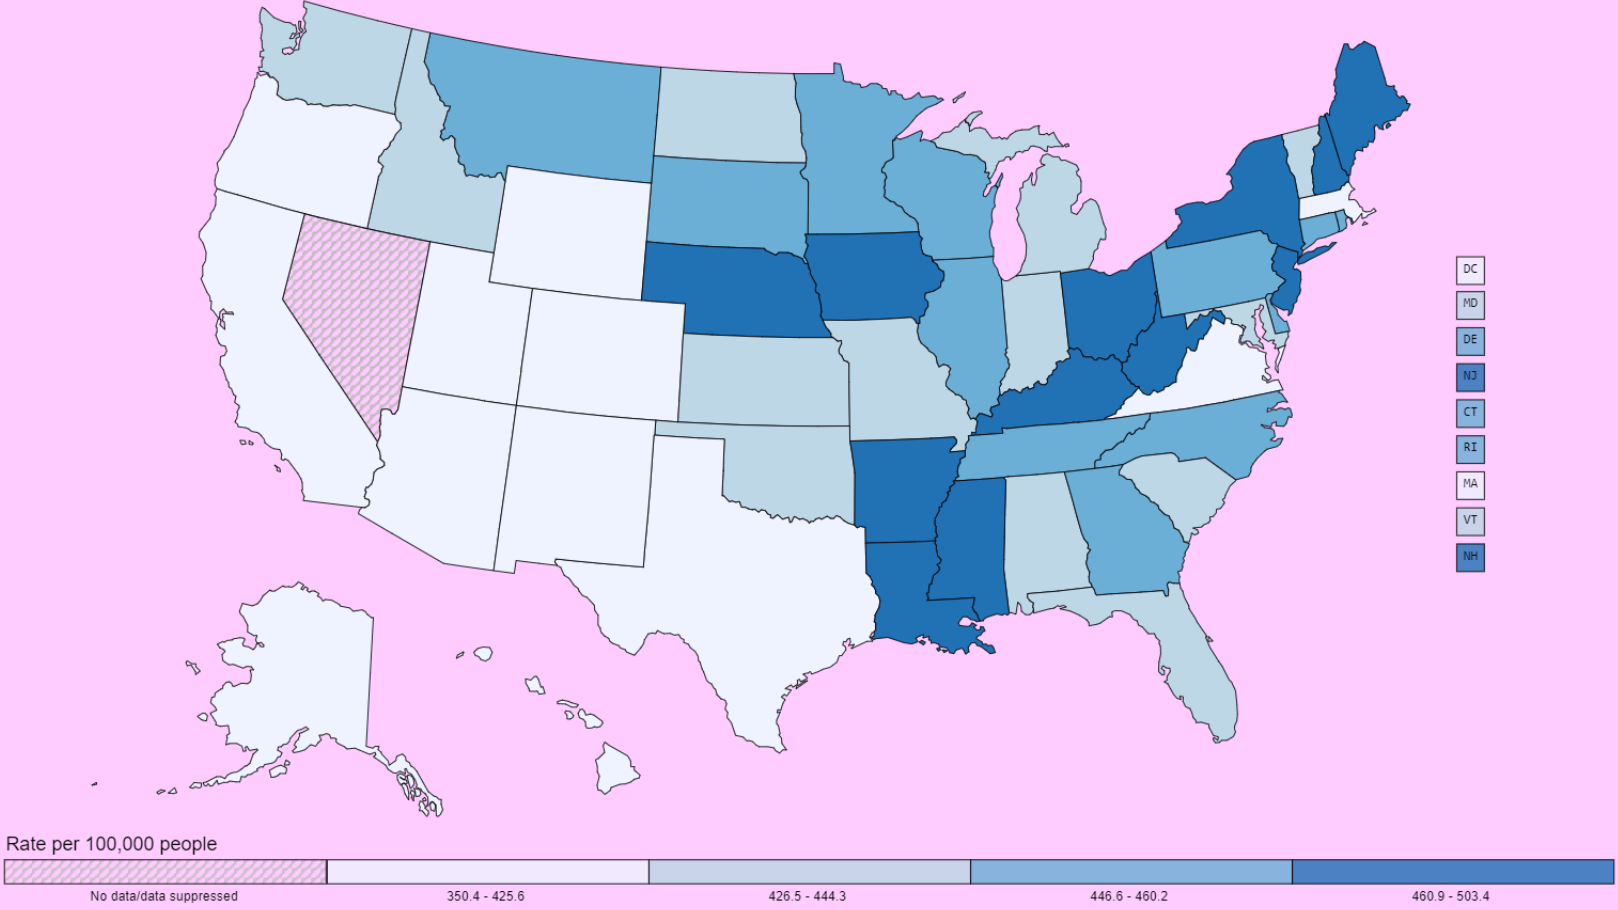 DC
MD
DE
NJ
CT
RI
MA
VT
NH
Rate per 100,000 people
No data/data suppressed
350.4 - 425.6
426.5 - 444.3
446.6 - 460.2
460.9 - 503.4